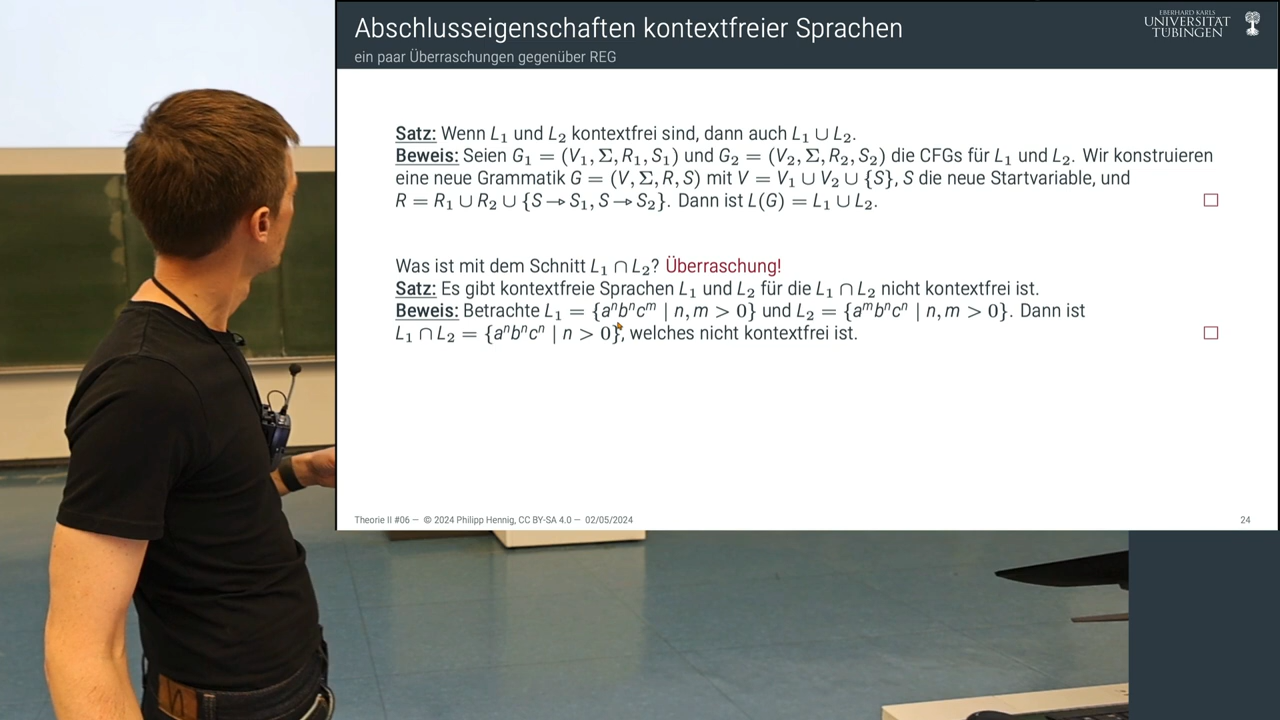 Abschlusseigenschaften kontextfreier Sprachen
ein paar Überraschungen gegenüber REG
EBERHARD KARLS
UNIVERSITAT
TUBINGEN
Satz: Wenn L₁ und L₂ kontextfrei sind, dann auch L₁ ∪ L₂.
Beweis: Seien G₁ = (V₁, Σ, R₁, S₁) und G₂ = (V₂, Σ, R₂, S₂) die CFGs für L₁ und L₂. Wir konstruieren
eine neue Grammatik G = (V, Σ, R, S) mit V = V₁ ∪ V₂ ∪ {S}, S die neue Startvariable, und
R = R₁ ∪ R₂ ∪ {S → S₁, S → S₂}. Dann ist L(G) = L₁ ∪ L₂. □
Was ist mit dem Schnitt L₁ ∩ L₂? Überraschung!
Satz: Es gibt kontextfreie Sprachen L₁ und L₂ für die L₁ ∩ L₂ nicht kontextfrei ist.
Beweis: Betrachte L₁ = {aⁿbⁿcᵐ | n, m > 0} und L₂ = {aᵐbⁿcⁿ | n, m > 0}. Dann ist
L₁ ∩ L₂ = {aⁿbⁿcⁿ | n > 0}, welches nicht kontextfrei ist. □
Theorie II #06 — © 2024 Philipp Hennig, CC BY-SA 4.0 — 02/05/2024
24